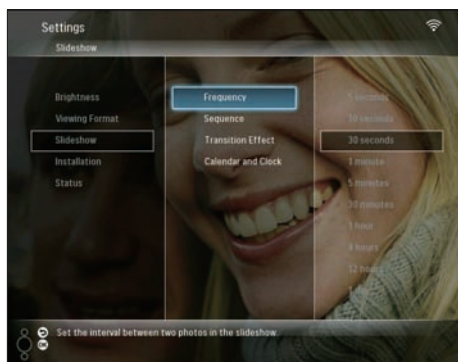 Settings
Slideshow
Brightness
Viewing Format
Slideshow
Installation
Status
Frequency
Sequence
Transition Effect
Calendar and Clock
5 seconds
10 seconds
30 seconds
1 minute
5 minutes
30 minutes
1 hour
4 hours
12 hours
OK
Set the interval between two photos in the slideshow.